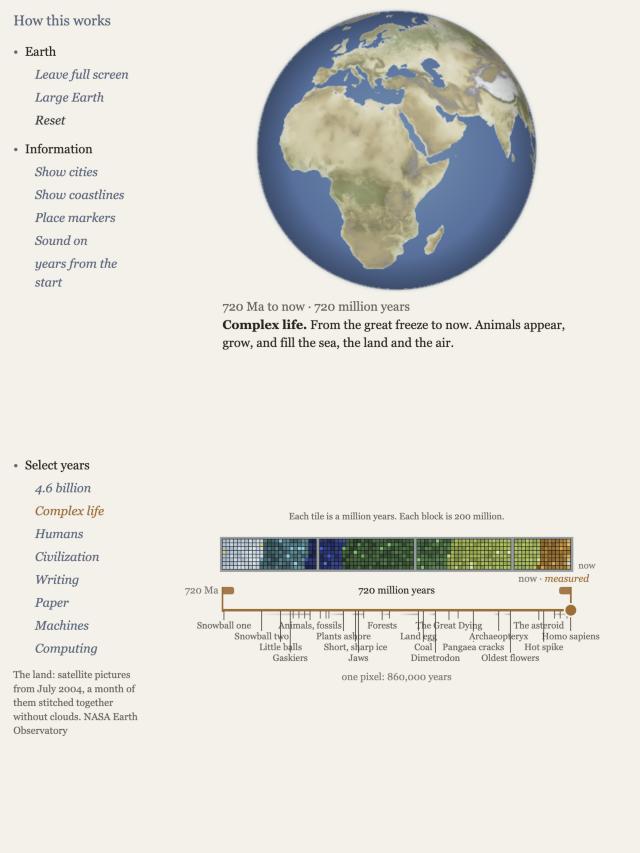 How this works
• Earth
Leave full screen
Large Earth
Reset
• Information
Show cities
Show coastlines
Place markers
Sound on
years from the
start
720 Ma to now · 720 million years
Complex life. From the great freeze to now. Animals appear,
grow, and fill the sea, the land and the air.
• Select years
4.6 billion
Complex life
Humans
Civilization
Writing
Paper
Machines
Computing
The land: satellite pictures
from July 2004, a month of
them stitched together
without clouds. NASA Earth
Observatory
Each tile is a million years. Each block is 200 million.
now
now · measured
720 Ma
720 million years
Snowball one
Animals, fossils
Forests
The Great Dying
The asteroid
Snowball two
Plants ashore
Land egg
Archaeopteryx
Homo sapiens
Little balls
Short, sharp ice
Coal
Pangaea cracks
Hot spike
Gaskiers
Jaws
Dimetrodon
Oldest flowers
one pixel: 860,000 years